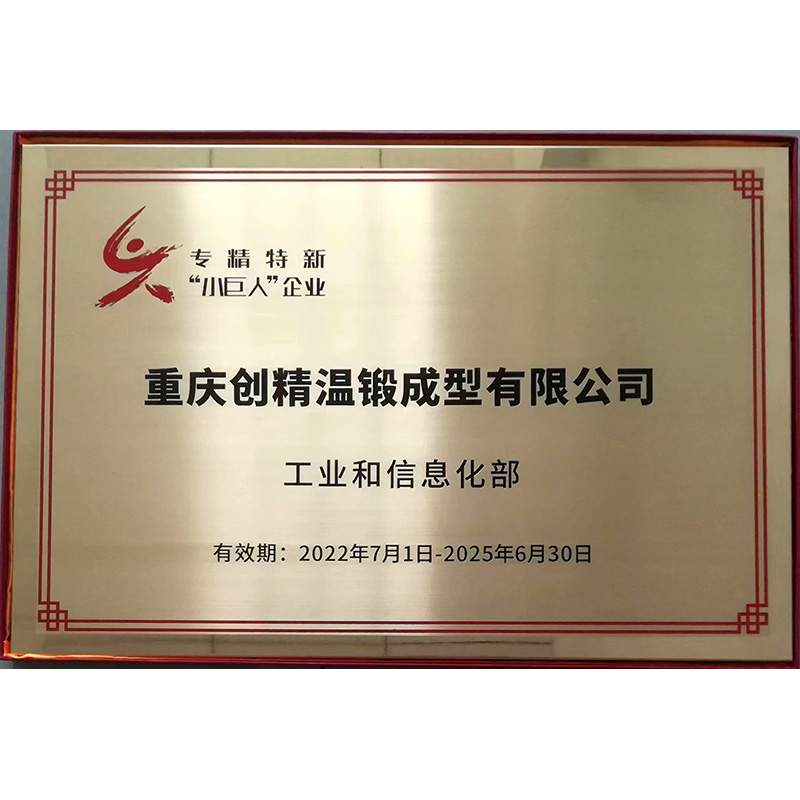 专精特新
“小巨人”企业
重庆创精温锻成型有限公司
工业和信息化部
有效期：2022年7月1日-2025年6月30日